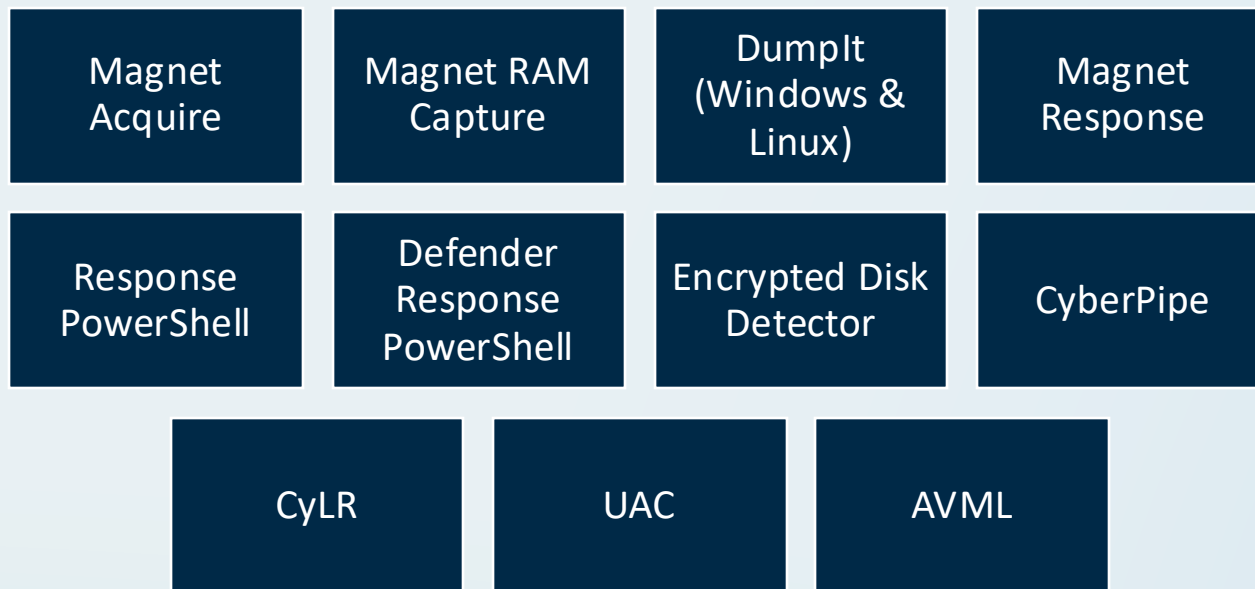 Magnet
Acquire
Magnet RAM
Capture
DumpIt
(Windows &
Linux)
Magnet
Response
Response
PowerShell
Defender
Response
PowerShell
Encrypted Disk
Detector
CyberPipe
CyLR
UAC
AVML